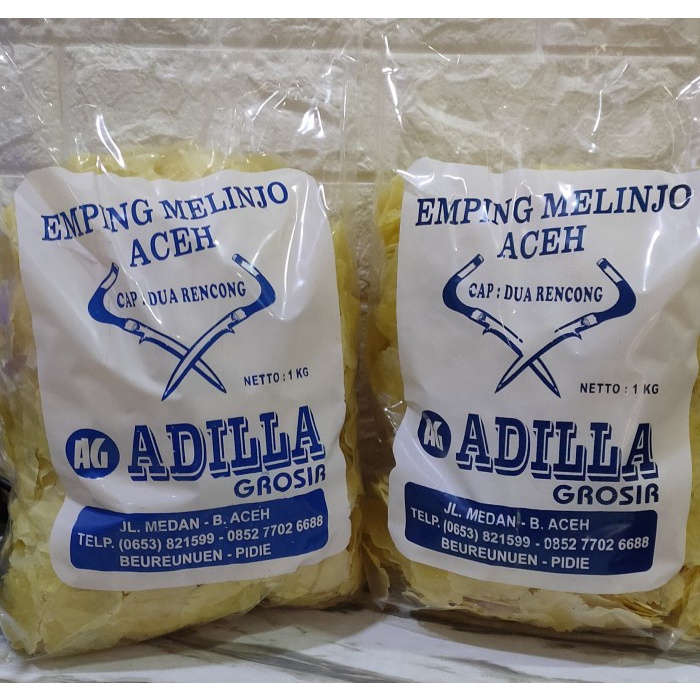 EMPING MELINJO
ACEH
CAP : DUA RENCONG
NETTO : 1 KG
AG ADILLA
GROSIR
JL. MEDAN - B. ACEH
TELP. (0653) 821599 - 0852 7702 6688
BEUREUNUEN - PIDIE
EMPING MELINJO
ACEH
CAP : DUA RENCONG
NETTO : 1 KG
AG ADILLA
GROSIR
JL. MEDAN - B. ACEH
TELP. (0653) 821599 - 0852 7702 6688
BEUREUNUEN - PIDIE